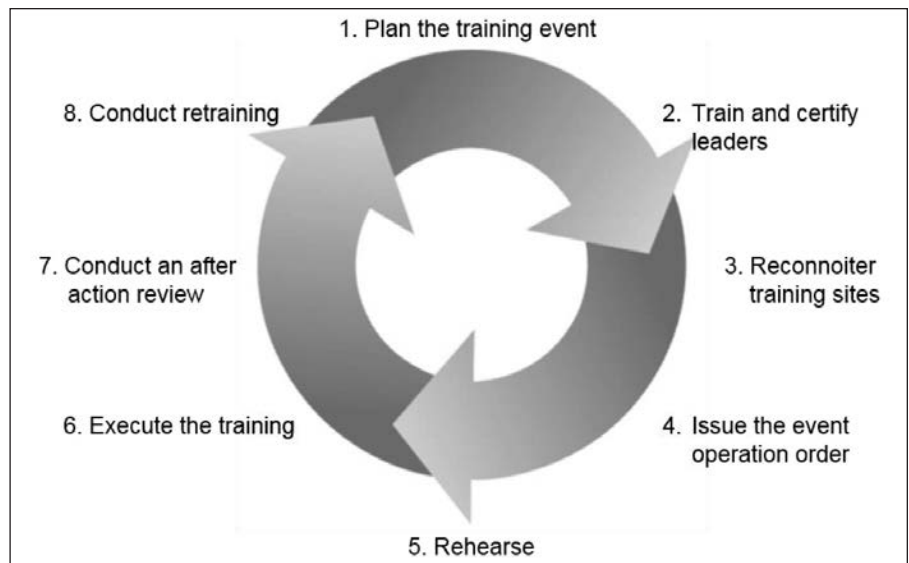 1. Plan the training event
2. Train and certify
leaders
3. Reconnoiter
training sites
4. Issue the event
operation order
5. Rehearse
6. Execute the training
7. Conduct an after
action review
8. Conduct retraining